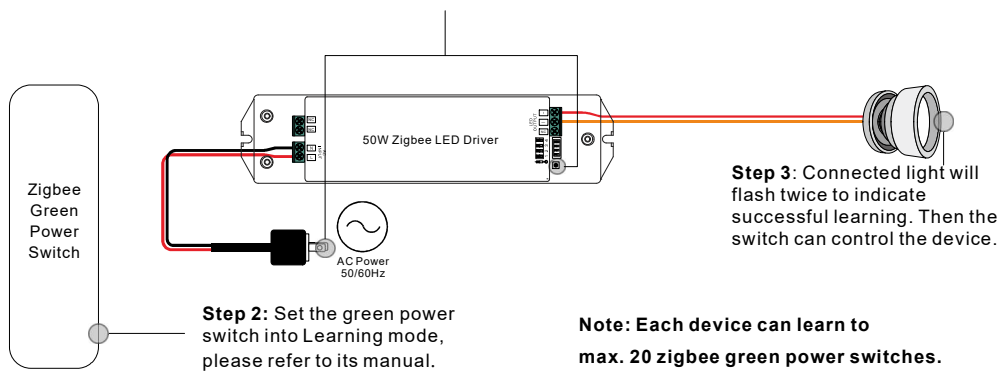 50W Zigbee LED Driver
LED
OUTPUT
Zigbee
Green
Power
Switch
AC Power
50/60Hz
Step 3: Connected light will
flash twice to indicate
successful learning. Then the
switch can control the device.
Step 2: Set the green power
switch into Learning mode,
please refer to its manual.
Note: Each device can learn to
max. 20 zigbee green power switches.